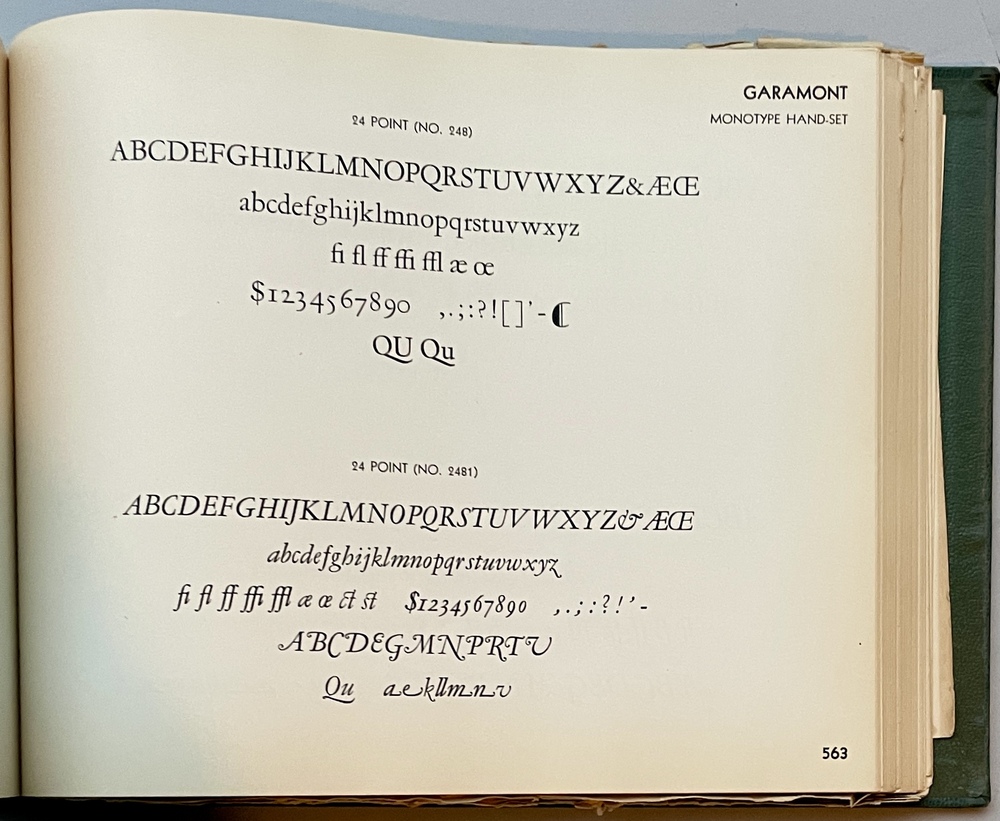 GARAMONT
MONOTYPE HAND-SET
24 POINT (NO. 248)
ABCDEFGHIJKLMNOPQRSTUVWXYZ&ÆŒ
abcdefghijklmnopqrstuvwxyz
fi fl ff ffi ffl æ œ
$1234567890 ,.;:?![]'-⁌
QU Qu
24 POINT (NO. 2481)
ABCDEFGHIJKLMNOPQRSTUVWXYZ&ÆŒ
abcdefghijklmnopqrstuvwxyz
fi fl ff ffi ffl æ œ ct st $1234567890 ,.;:?!'-
ABCDEGMNPRTU
Qu aekllmnv
563